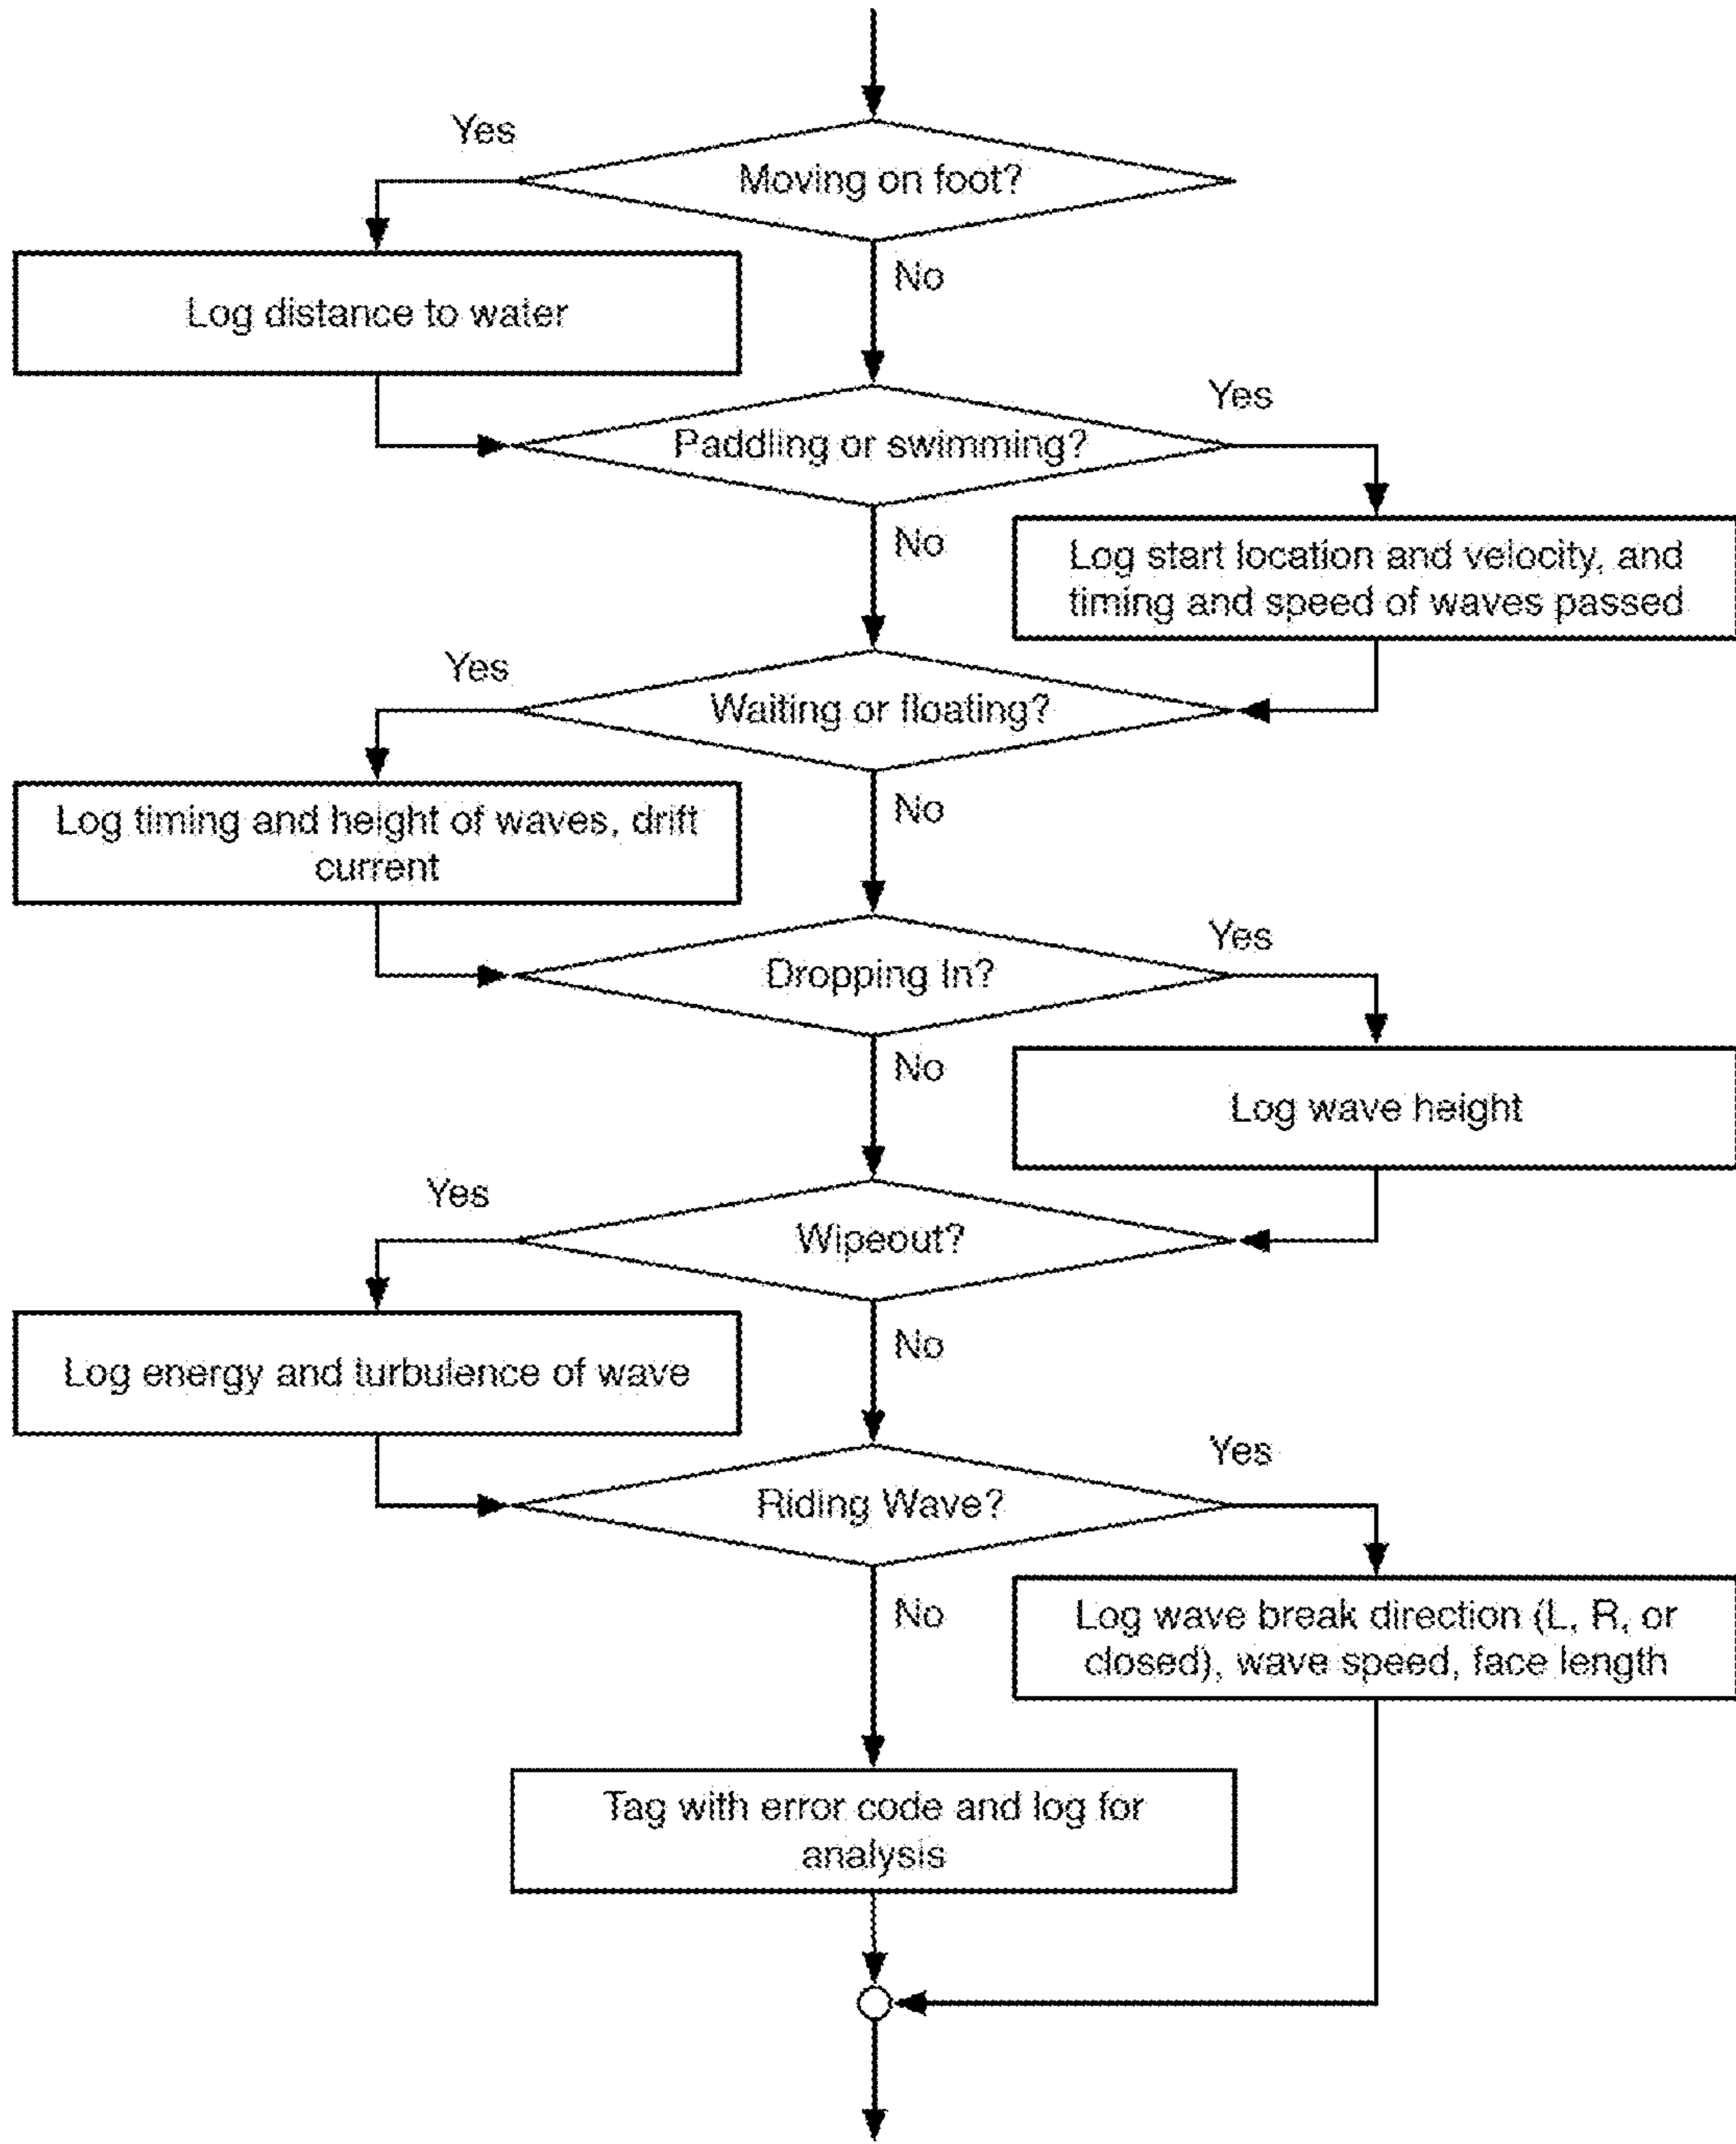 Yes
Moving on foot?
No
Log distance to water
Yes
Paddling or swimming?
No
Log start location and velocity, and
timing and speed of waves passed
Yes
Waiting or floating?
No
Log timing and height of waves, drift
current
Yes
Dropping In?
No
Log wave height
Yes
Wipeout?
No
Log energy and turbulence of wave
Yes
Riding Wave?
No
Log wave break direction (L, R, or
closed), wave speed, face length
Tag with error code and log for
analysis